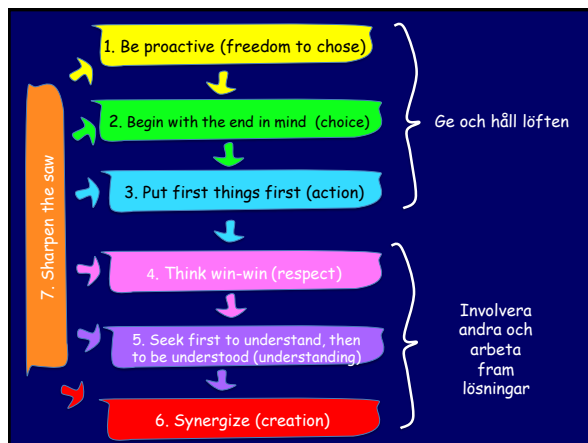 1. Be proactive (freedom to chose)
2. Begin with the end in mind (choice)
3. Put first things first (action)
Ge och håll löften
7. Sharpen the saw
4. Think win-win (respect)
5. Seek first to understand, then
to be understood (understanding)
6. Synergize (creation)
Involvera
andra och
arbeta
fram
lösningar